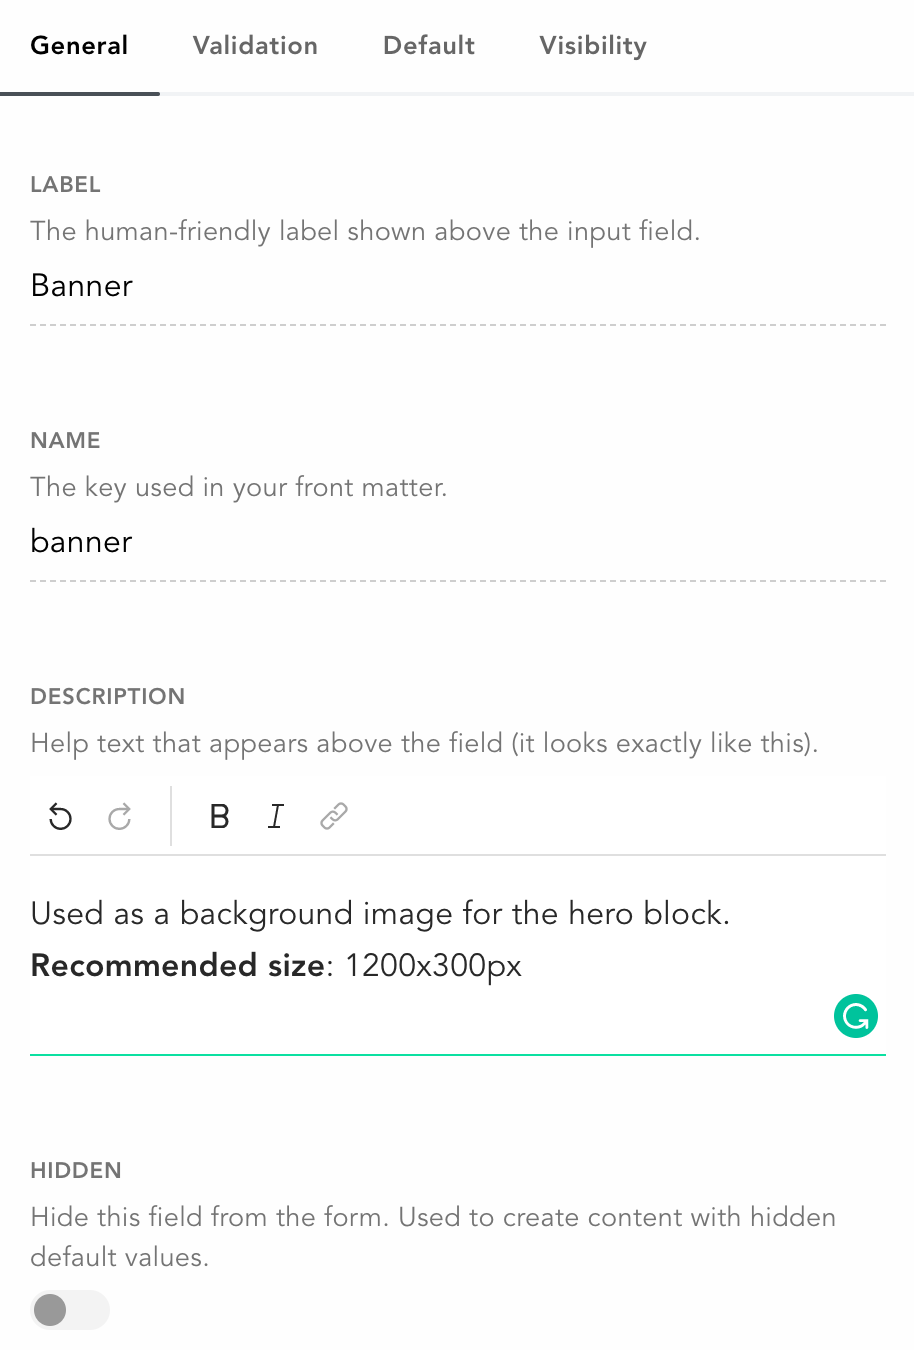 General Validation Default Visibility
LABEL
The human-friendly label shown above the input field.
Banner
NAME
The key used in your front matter.
banner
DESCRIPTION
Help text that appears above the field (it looks exactly like this).
B I
Used as a background image for the hero block.
Recommended size: 1200x300px
HIDDEN
Hide this field from the form. Used to create content with hidden
default values.